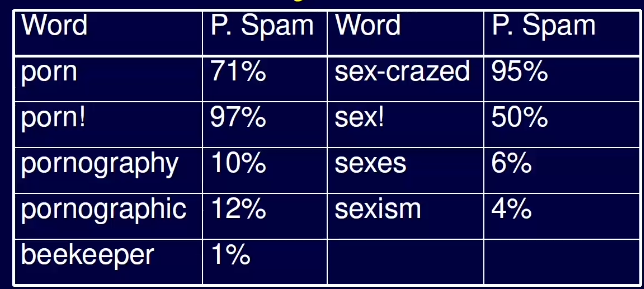 Word P. Spam Word P. Spam
porn 71% sex-crazed 95%
porn! 97% sex! 50%
pornography 10% sexes 6%
pornographic 12% sexism 4%
beekeeper 1%